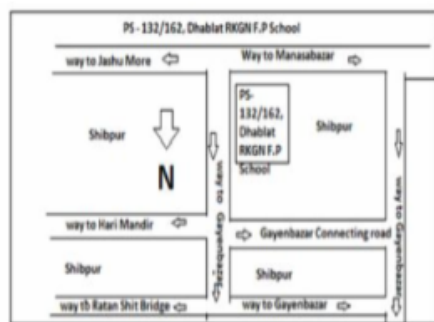 PS - 132/162, Dhablat RKGN F.P School
way to Jashu More
Way to Manasabazar
PS-
132/162,
Dhablat
RKGN F.P
School
Shibpur
Shibpur
N
way to Gayenbazar
way to Gayenbazar
way to Hari Mandir
Gayenbazar Connecting road
Shibpur
Shibpur
way to Ratan Shit Bridge
way to Gayenbazar